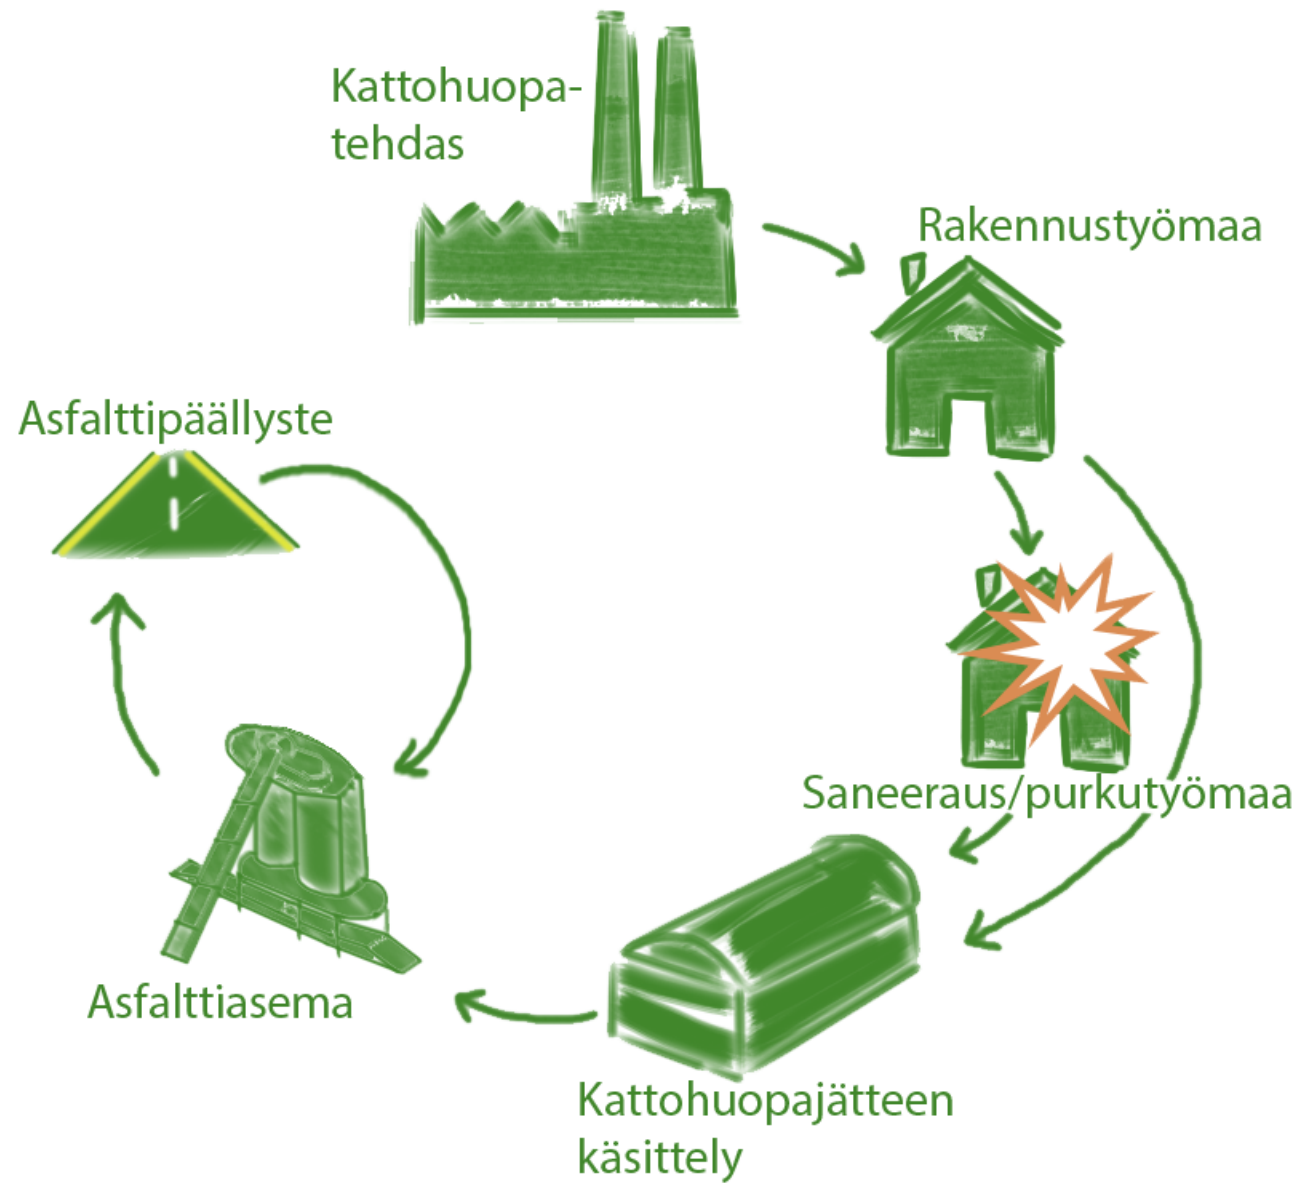 Kattohuopa-
tehdas
Rakennustyömaa
Asfalttipäällyste
Saneeraus/purkutyömaa
Asfalttiasema
Kattohuopajätteen
käsittely